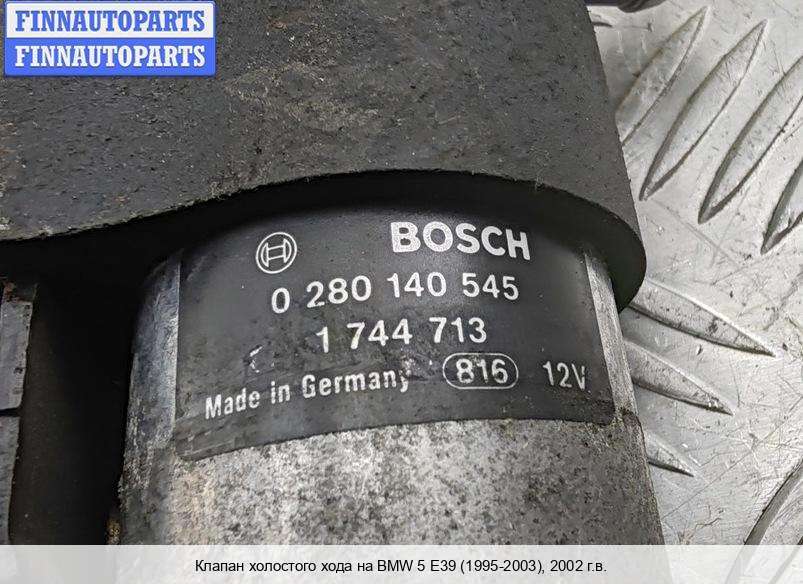 FINNAUTOPARTS
FINNAUTOPARTS
BOSCH
0 280 140 545
1 744 713
Made in Germany 816 12V
Клапан холостого хода на BMW 5 E39 (1995-2003), 2002 г.в.